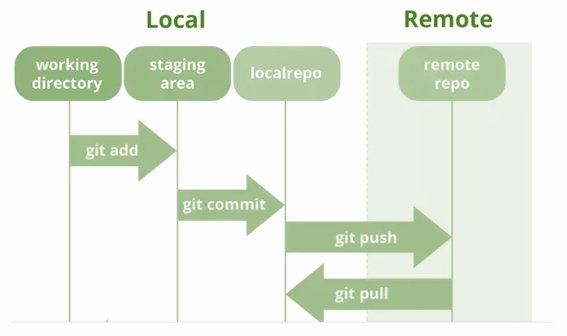 Local
Remote
working
directory
staging
area
localrepo
remote
repo
git add
git commit
git push
git pull